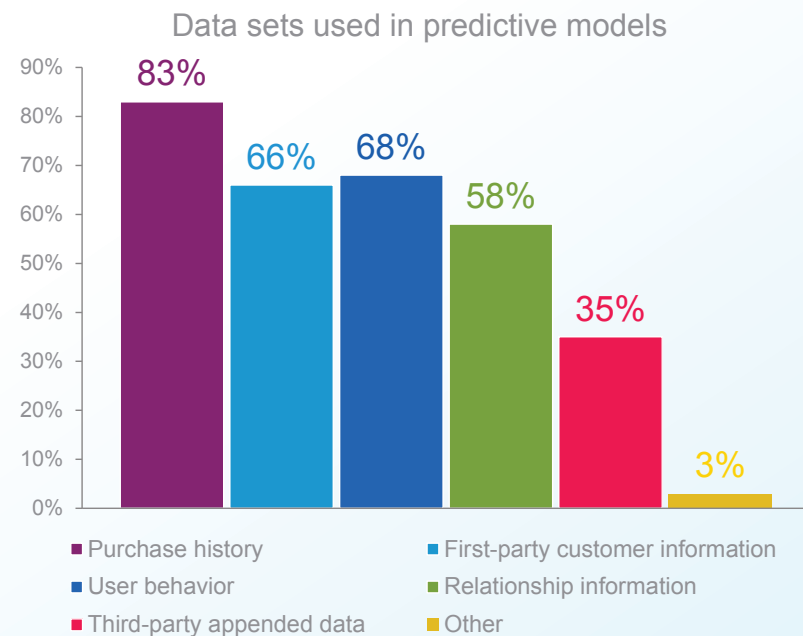 Data sets used in predictive models
90%
80%
70%
60%
50%
40%
30%
20%
10%
0%
83%
66%
68%
58%
35%
3%
Purchase history
First-party customer information
User behavior
Relationship information
Third-party appended data
Other